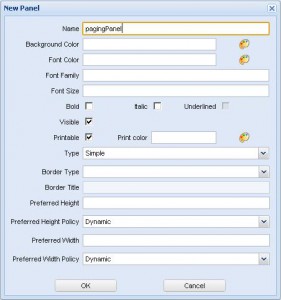 New Panel
Name pagingPanel
Background Color
Font Color
Font Family
Font Size
Bold Italic Underlined
Visible
Printable Print color
Type Simple
Border Type
Border Title
Preferred Height
Preferred Height Policy Dynamic
Preferred Width
Preferred Width Policy Dynamic
OK Cancel